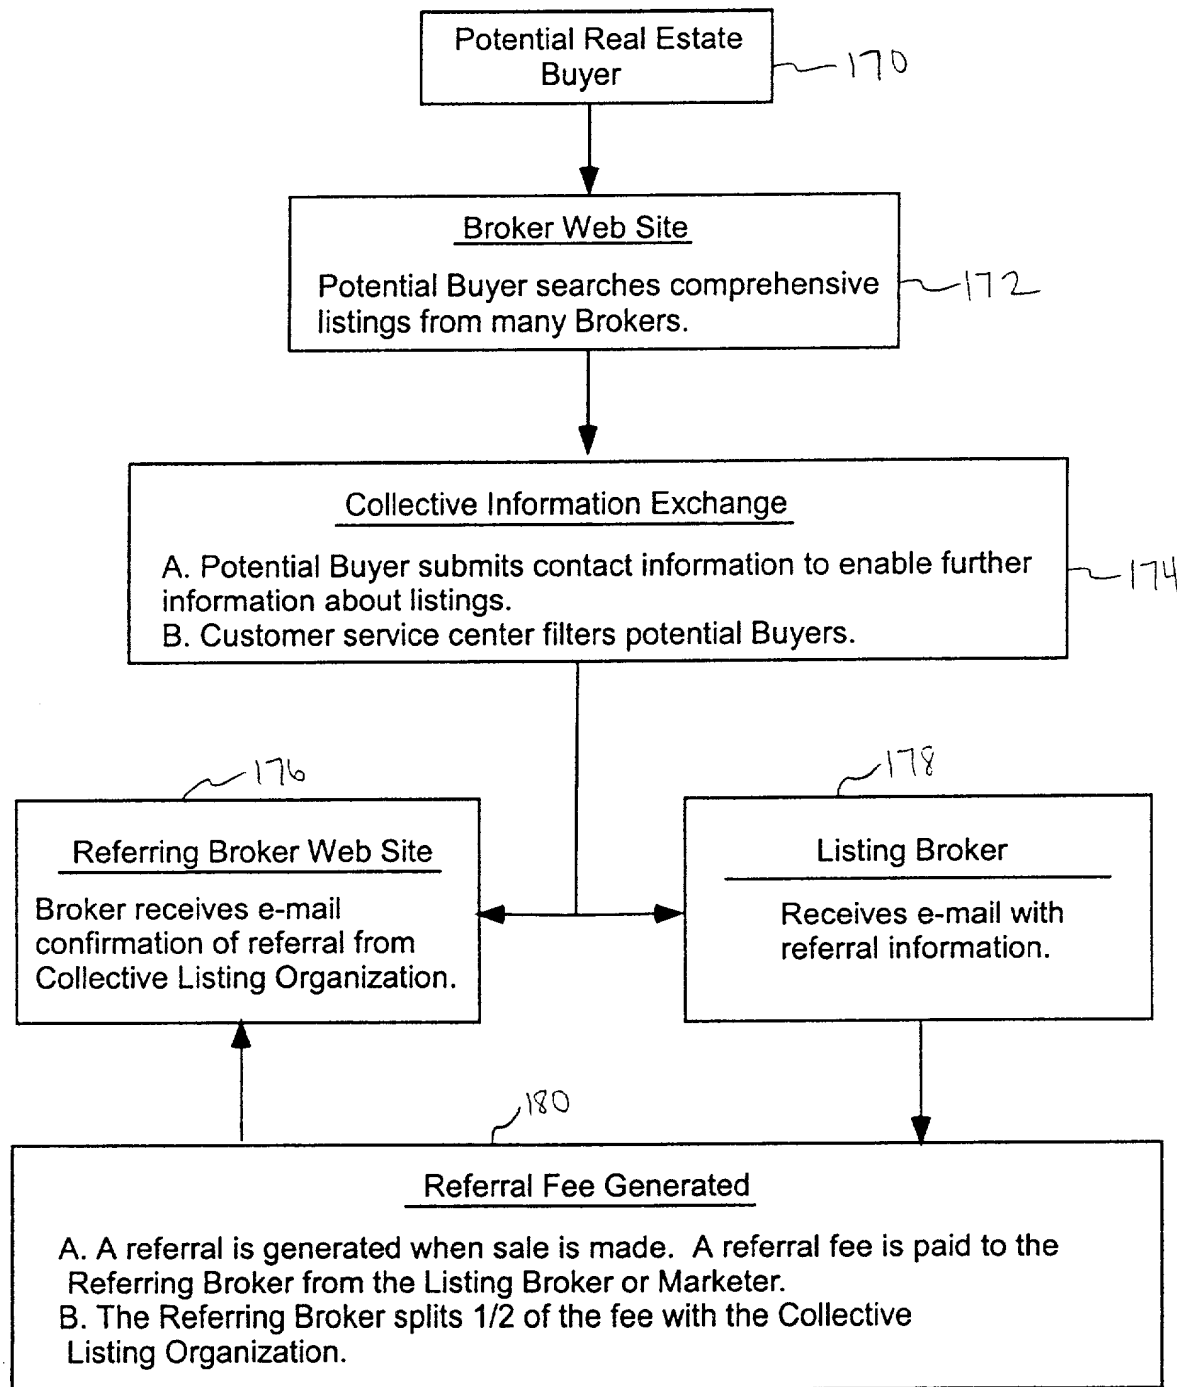 Potential Real Estate
Buyer
170
Broker Web Site
Potential Buyer searches comprehensive
listings from many Brokers.
172
Collective Information Exchange
A. Potential Buyer submits contact information to enable further
information about listings.
B. Customer service center filters potential Buyers.
174
176
Referring Broker Web Site
Broker receives e-mail
confirmation of referral from
Collective Listing Organization.
178
Listing Broker
Receives e-mail with
referral information.
180
Referral Fee Generated
A. A referral is generated when sale is made. A referral fee is paid to the
Referring Broker from the Listing Broker or Marketer.
B. The Referring Broker splits 1/2 of the fee with the Collective
Listing Organization.